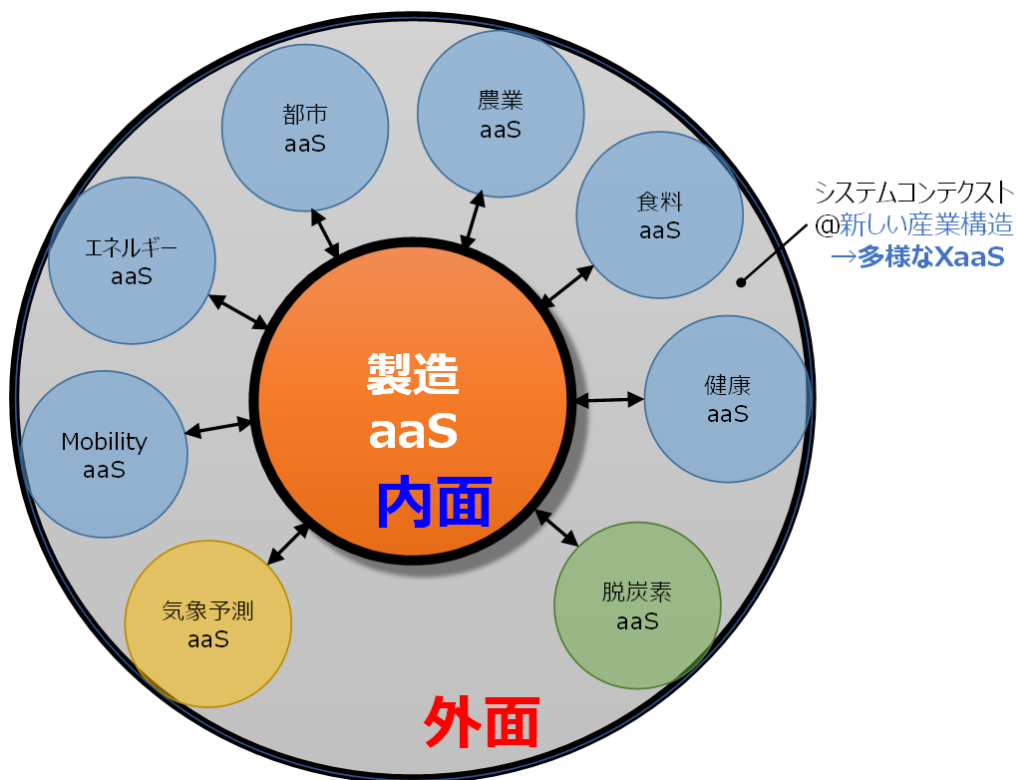 都市
aaS
農業
aaS
食料
aaS
システムコンテクスト
@新しい産業構造
→多様なXaaS
エネルギー
aaS
製造
aaS
内面
健康
aaS
Mobility
aaS
気象予測
aaS
脱炭素
aaS
外面